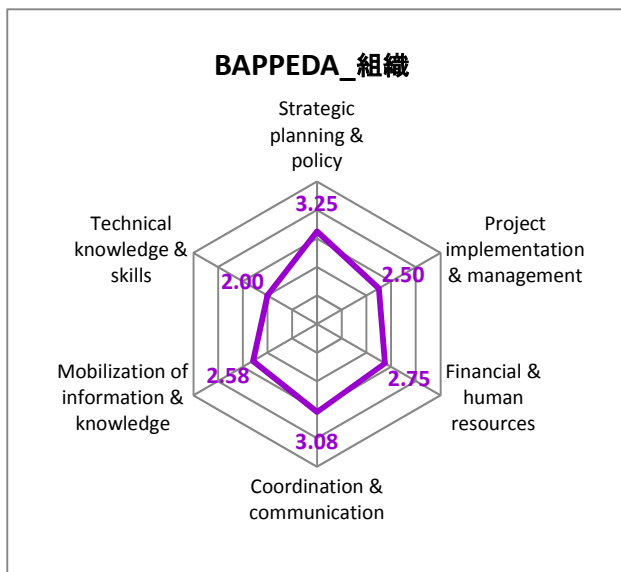 BAPPEDA_組織
Strategic
planning &
policy
3.25
Project
implementation
& management
2.50
Financial &
human
resources
2.75
Coordination &
communication
3.08
Mobilization of
information &
knowledge
2.58
Technical
knowledge &
skills
2.00